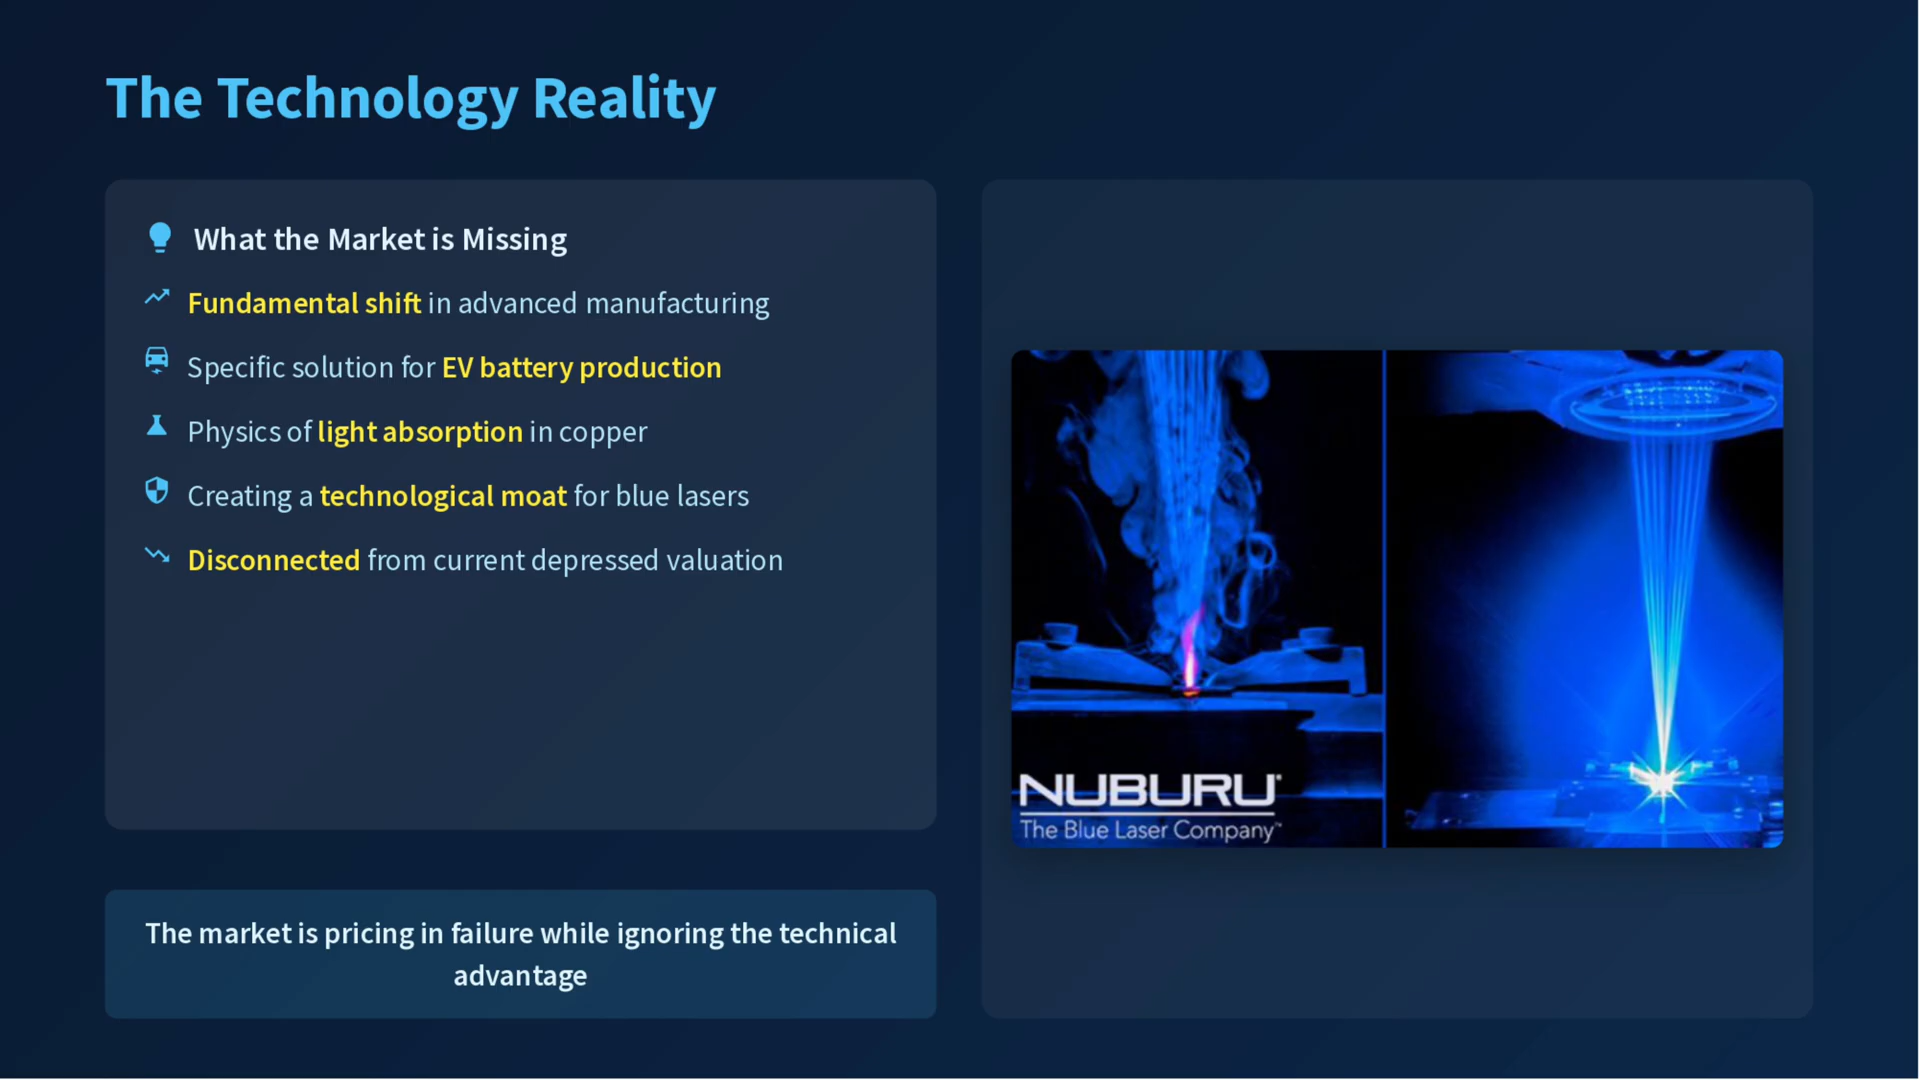 The Technology Reality
What the Market is Missing
Fundamental shift in advanced manufacturing
Specific solution for EV battery production
Physics of light absorption in copper
Creating a technological moat for blue lasers
Disconnected from current depressed valuation
The market is pricing in failure while ignoring the technical
advantage
NUBURU®
The Blue Laser Company™